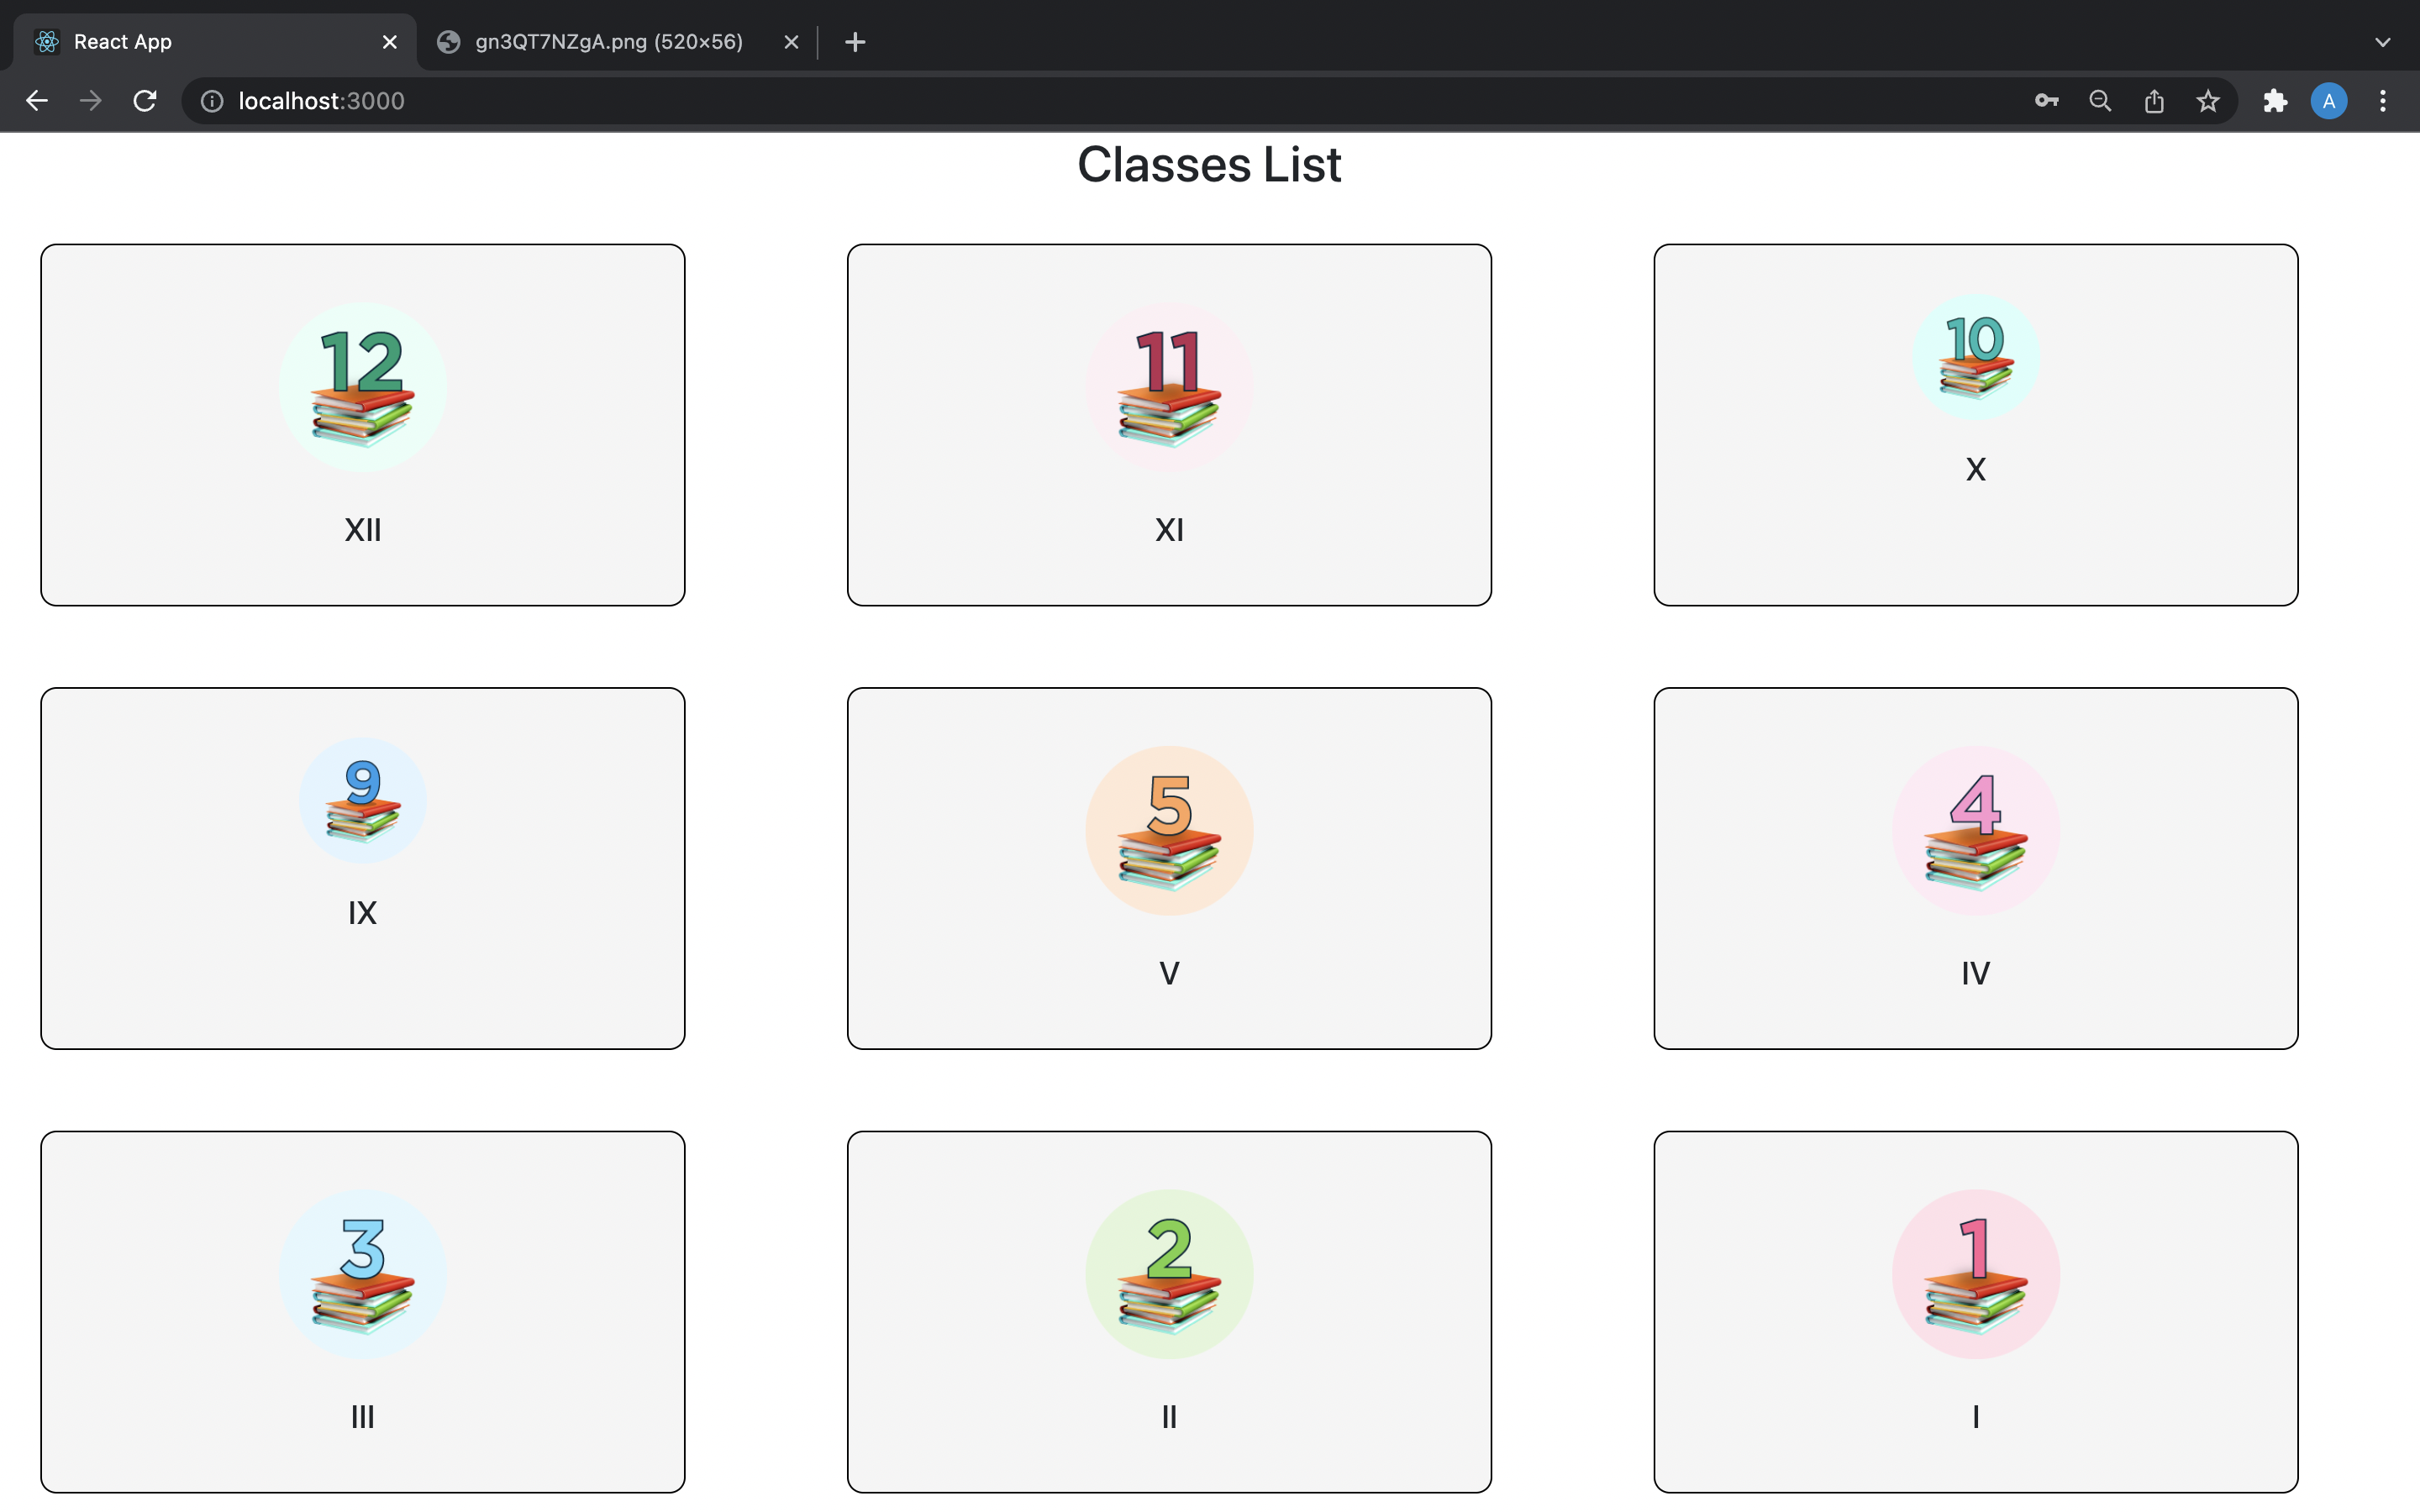 React App
gn3QT7NZgA.png (520×56)
localhost:3000
A
Classes List
12
11
10
XII
XI
X
9
5
4
IX
V
IV
3
2
1
III
II
I